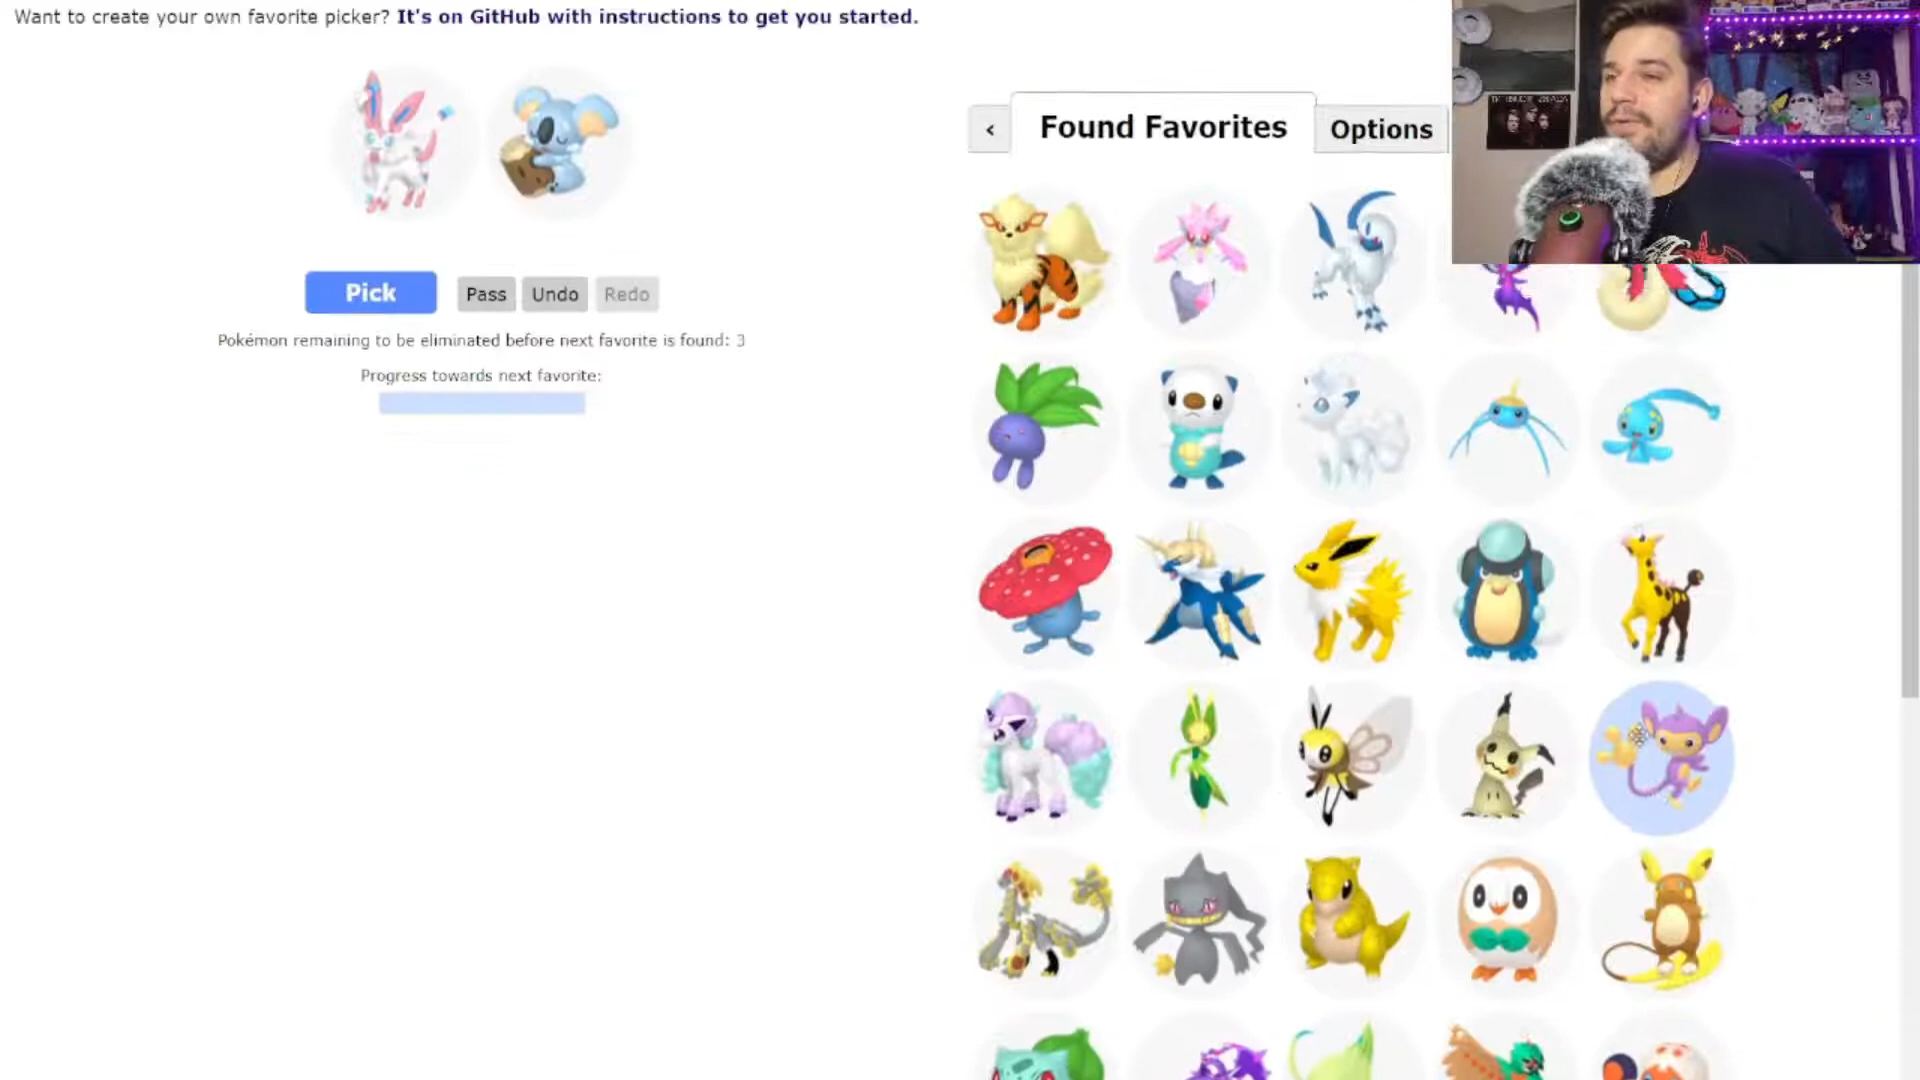 Want to create your own favorite picker? It's on GitHub with instructions to get you started.
< Found Favorites Options
Pick Pass Undo Redo
Pokémon remaining to be eliminated before next favorite is found: 3
Progress towards next favorite: